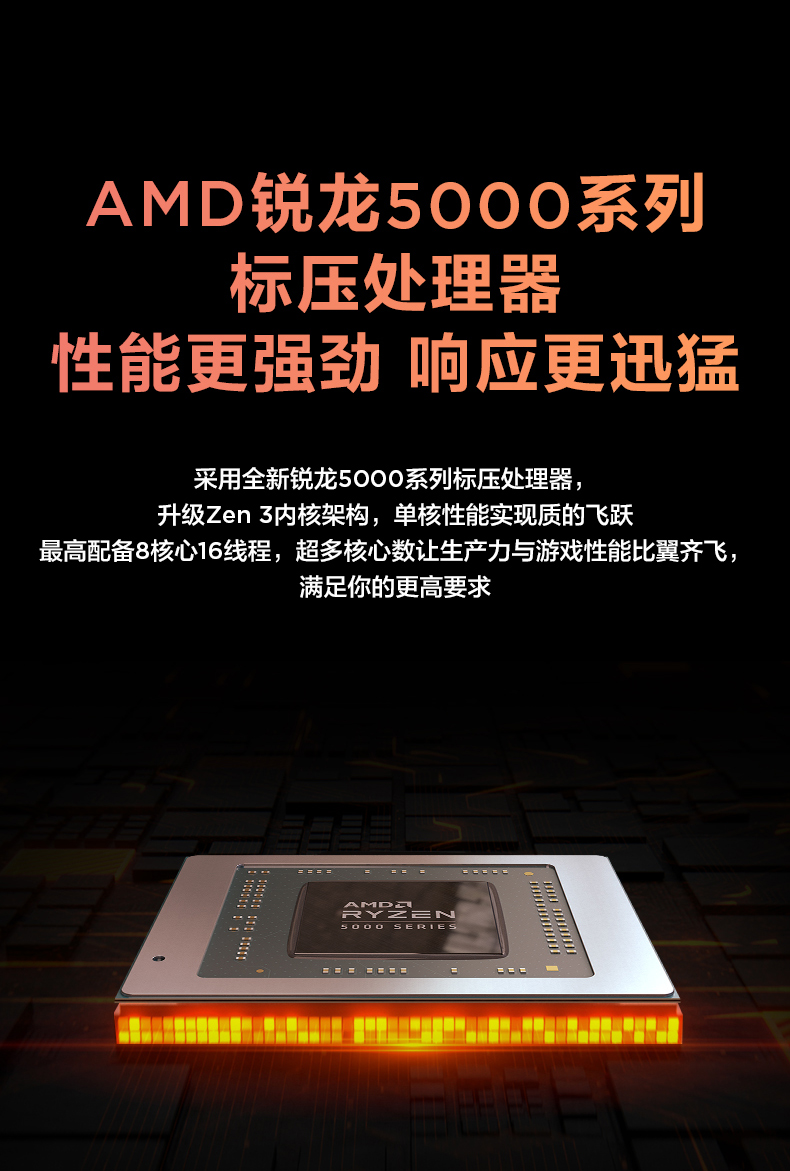 AMD锐龙5000系列
标压处理器
性能更强劲 响应更迅猛
采用全新锐龙5000系列标压处理器，
升级Zen 3内核架构，单核性能实现质的飞跃
最高配备8核心16线程，超多核心数让生产力与游戏性能比翼齐飞，
满足你的更高要求
AMD
RYZEN
5000 SERIES